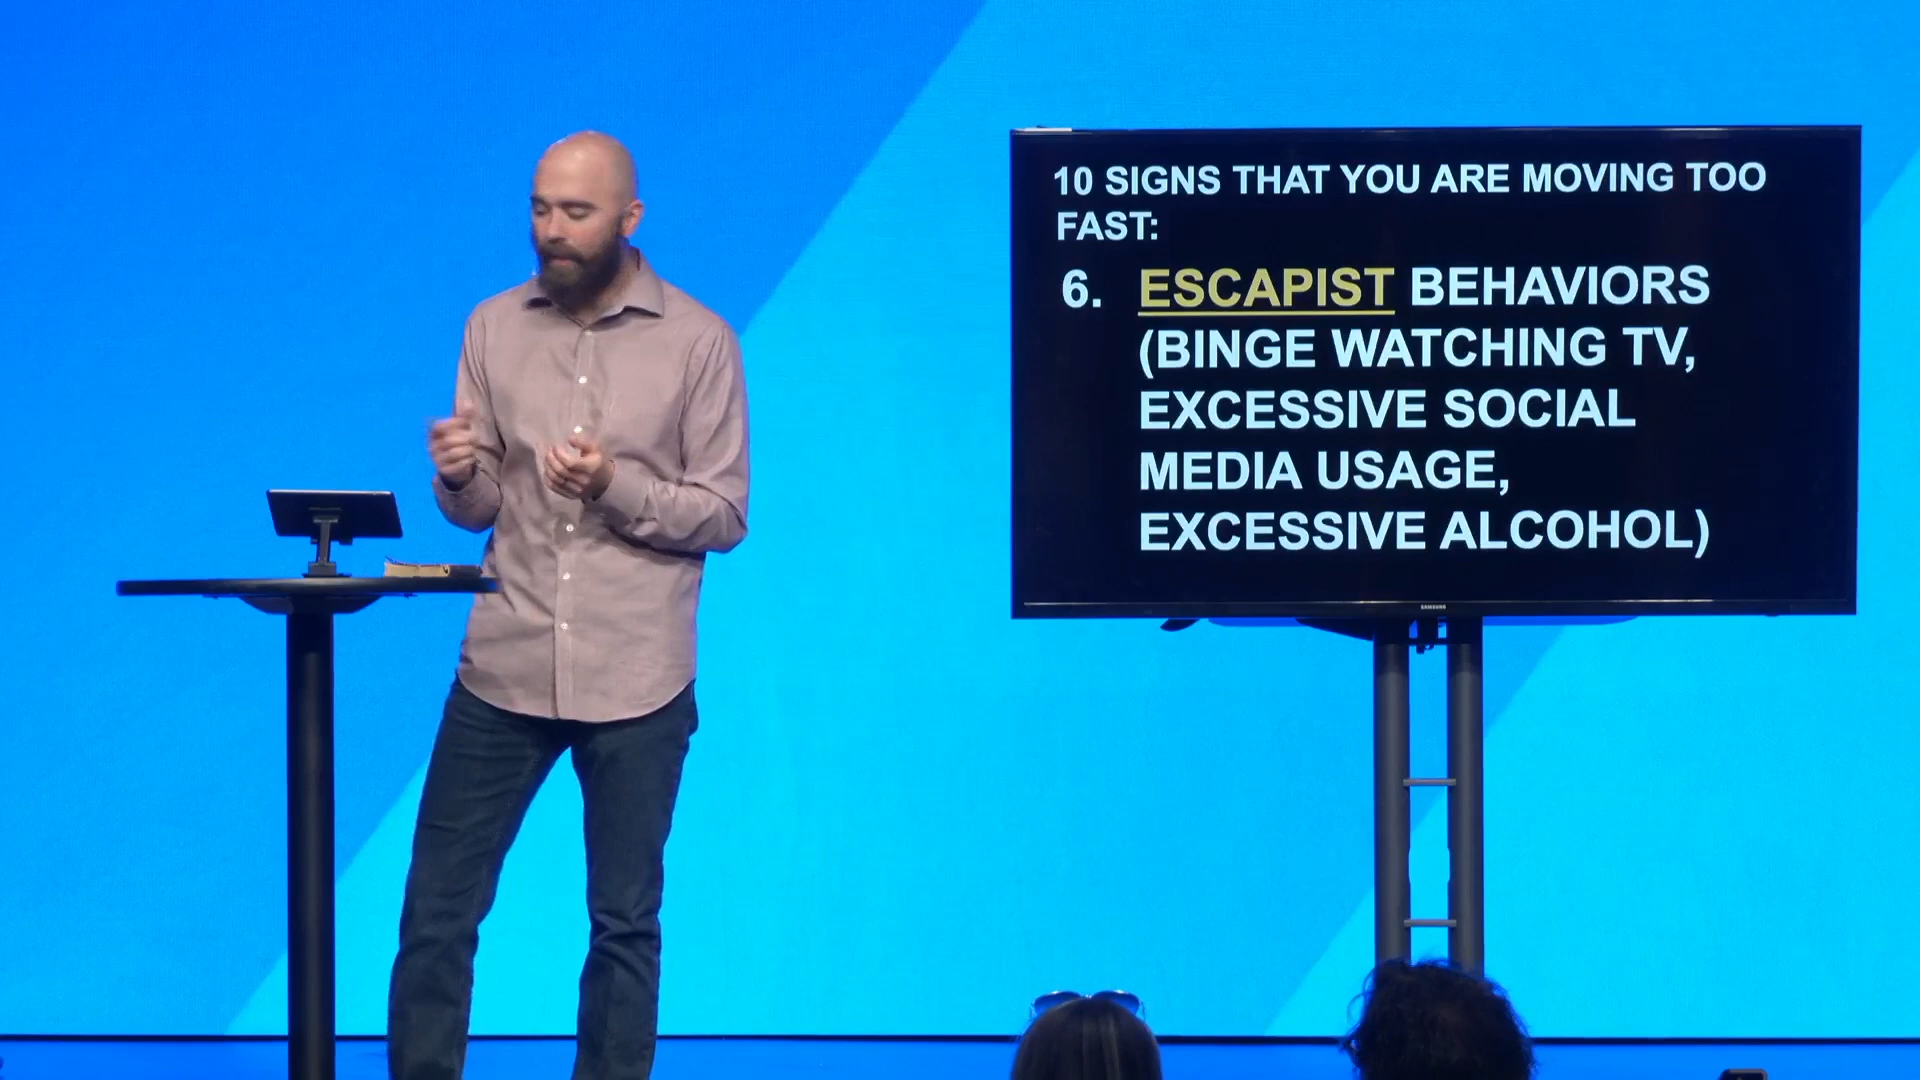 10 SIGNS THAT YOU ARE MOVING TOO
FAST:
6. ESCAPIST BEHAVIORS
(BINGE WATCHING TV,
EXCESSIVE SOCIAL
MEDIA USAGE,
EXCESSIVE ALCOHOL)
SAMSUNG